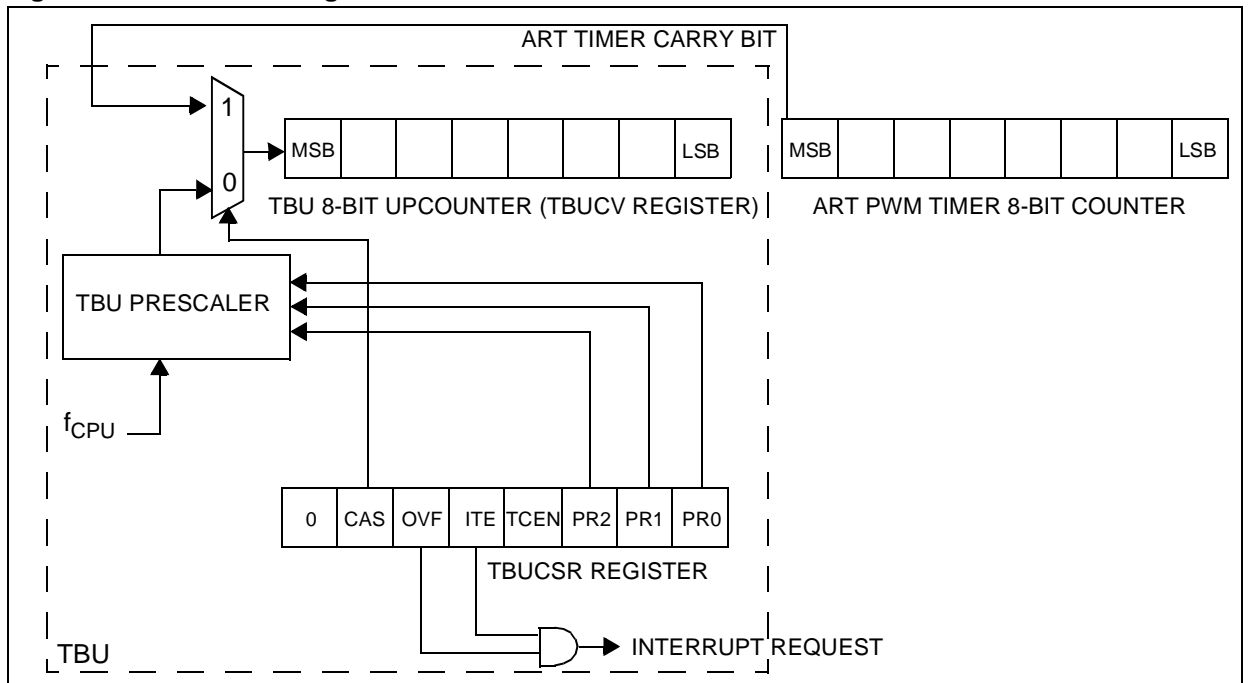 ART TIMER CARRY BIT
1
0
MSB LSB
MSB LSB
TBU 8-BIT UPCOUNTER (TBUCV REGISTER)
ART PWM TIMER 8-BIT COUNTER
TBU PRESCALER
fCPU
0 CAS OVF ITE TCEN PR2 PR1 PR0
TBUCSR REGISTER
INTERRUPT REQUEST
TBU